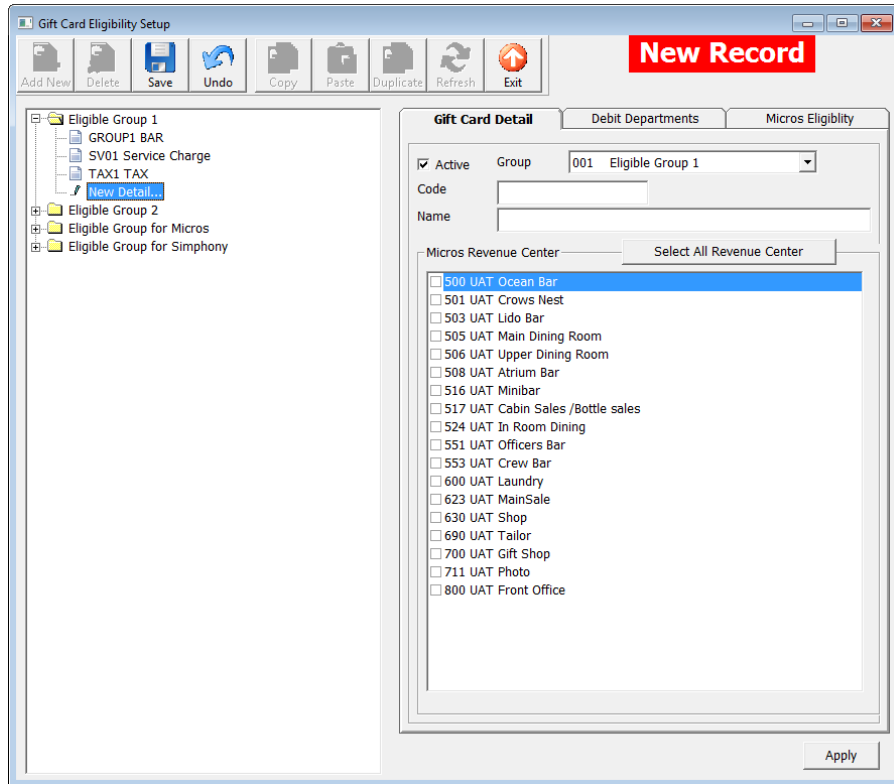 Gift Card Eligibility Setup
Add New Delete Save Undo Copy Paste Duplicate Refresh Exit
New Record
Eligible Group 1
GROUP1 BAR
SV01 Service Charge
TAX1 TAX
New Detail...
Eligible Group 2
Eligible Group for Micros
Eligible Group for Simphony
Gift Card Detail Debit Departments Micros Eligiblity
Active Group 001 Eligible Group 1
Code
Name
Micros Revenue Center Select All Revenue Center
500 UAT Ocean Bar
501 UAT Crows Nest
503 UAT Lido Bar
505 UAT Main Dining Room
506 UAT Upper Dining Room
508 UAT Atrium Bar
516 UAT Minibar
517 UAT Cabin Sales /Bottle sales
524 UAT In Room Dining
551 UAT Officers Bar
553 UAT Crew Bar
600 UAT Laundry
623 UAT MainSale
630 UAT Shop
690 UAT Tailor
700 UAT Gift Shop
711 UAT Photo
800 UAT Front Office
Apply